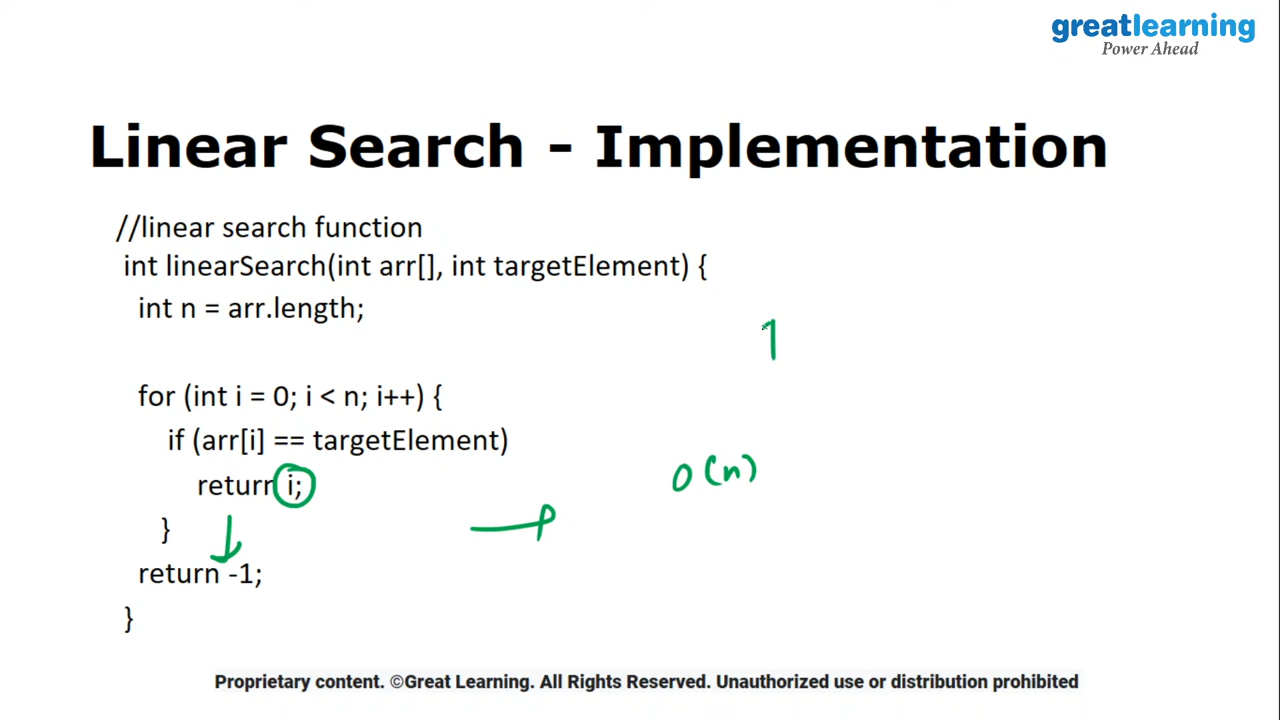 greatlearning
Power Ahead
Linear Search - Implementation
//linear search function
int linearSearch(int arr[], int targetElement) {
int n = arr.length;
1
for (int i = 0; i < n; i++) {
if (arr[i] == targetElement)
return i;
O(n)
}
return -1;
}
Proprietary content. ©Great Learning. All Rights Reserved. Unauthorized use or distribution prohibited